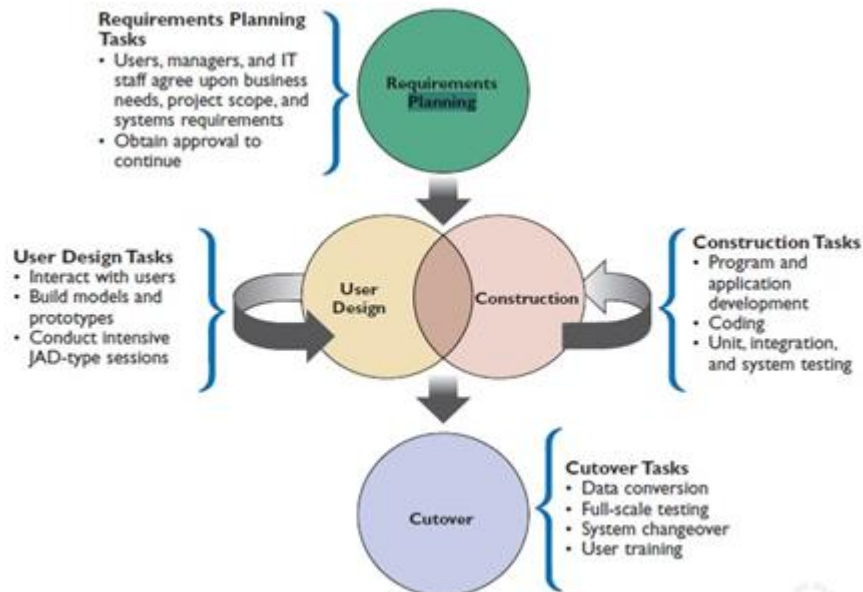 Requirements Planning
Tasks
• Users, managers, and IT
staff agree upon business
needs, project scope, and
systems requirements
• Obtain approval to
continue
Requirements
Planning
User Design Tasks
• Interact with users
• Build models and
prototypes
• Conduct intensive
JAD-type sessions
User
Design
Construction
Construction Tasks
• Program and
application
development
• Coding
• Unit, integration,
and system testing
Cutover
Cutover Tasks
• Data conversion
• Full-scale testing
• System changeover
• User training